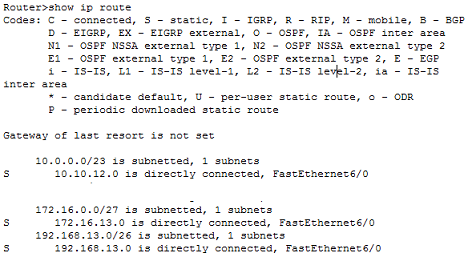 Router>show ip route
Codes: C - connected, S - static, I - IGRP, R - RIP, M - mobile, B - BGP
D - EIGRP, EX - EIGRP external, O - OSPF, IA - OSPF inter area
N1 - OSPF NSSA external type 1, N2 - OSPF NSSA external type 2
E1 - OSPF external type 1, E2 - OSPF external type 2, E - EGP
i - IS-IS, L1 - IS-IS level-1, L2 - IS-IS level-2, ia - IS-IS
inter area
* - candidate default, U - per-user static route, o - ODR
P - periodic downloaded static route
Gateway of last resort is not set
10.0.0.0/23 is subnetted, 1 subnets
S 10.10.12.0 is directly connected, FastEthernet6/0
172.16.0.0/27 is subnetted, 1 subnets
S 172.16.13.0 is directly connected, FastEthernet6/0
192.168.13.0/26 is subnetted, 1 subnets
S 192.168.13.0 is directly connected, FastEthernet6/0